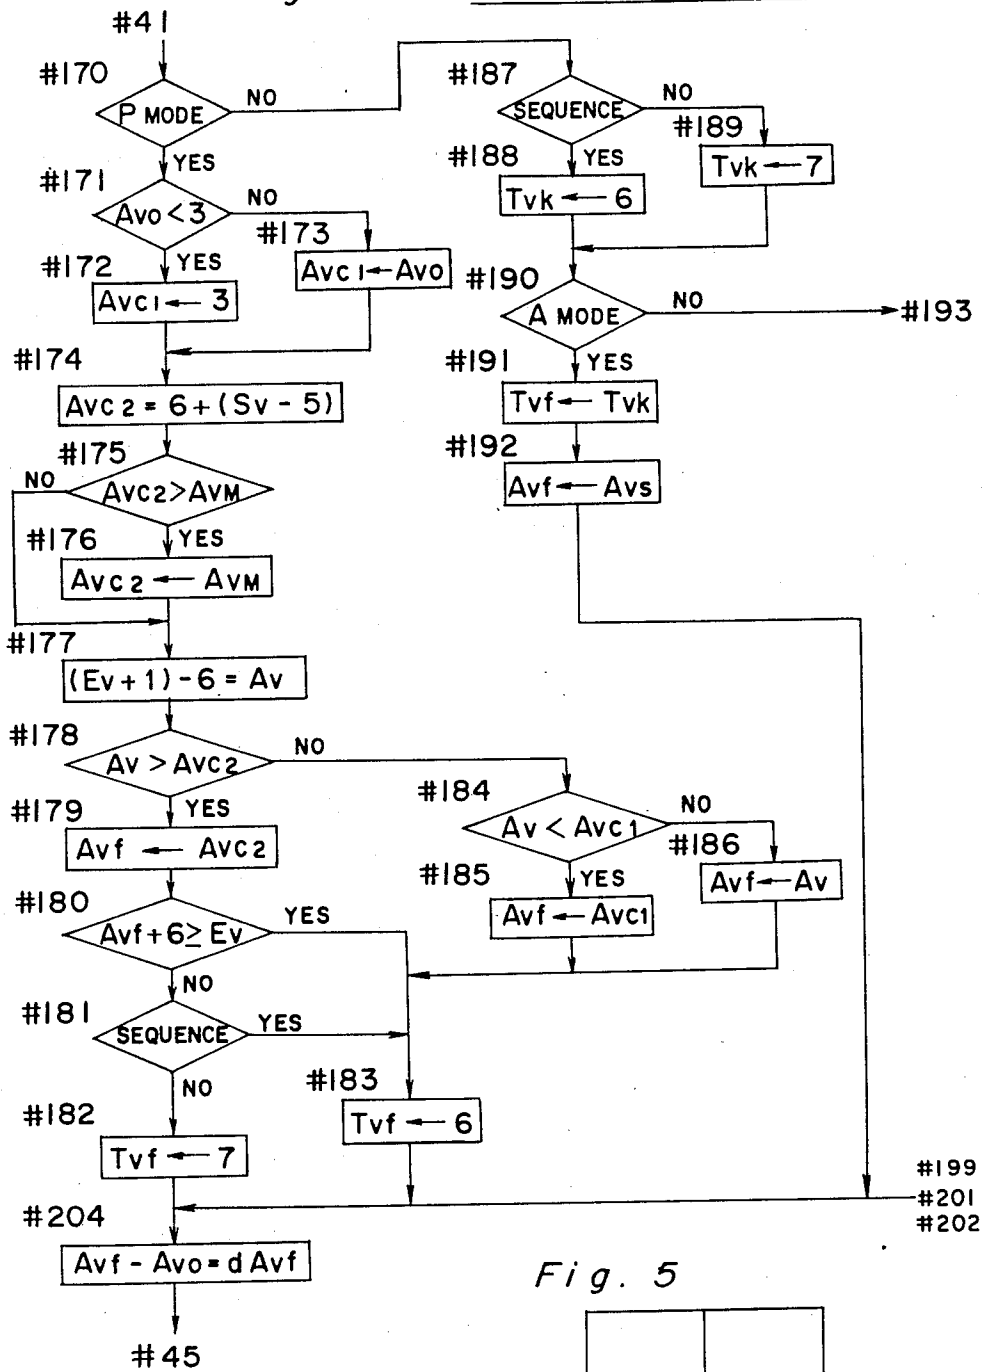 #41
#170
P MODE
NO
YES
#171
Avo < 3
NO
#173
Avc1 ← Avo
#172
YES
Avc1 ← 3
#174
Avc2 = 6 + (Sv - 5)
#175
NO
Avc2 > AvM
#176
YES
Avc2 ← AvM
#177
(Ev + 1) - 6 = Av
#178
Av > Avc2
NO
#179
YES
Avf ← Avc2
#180
Avf + 6 ≥ Ev
YES
NO
#181
SEQUENCE
YES
NO
#182
Tvf ← 7
#183
Tvf ← 6
#184
Av < Avc1
NO
#185
YES
Avf ← Avc1
#186
Avf ← Av
#187
SEQUENCE
NO
#188
YES
Tvk ← 6
#189
Tvk ← 7
#190
A MODE
NO
#193
#191
YES
Tvf ← Tvk
#192
Avf ← Avs
#199
#201
#202
#204
Avf - Avo = d Avf
#45
Fig. 5